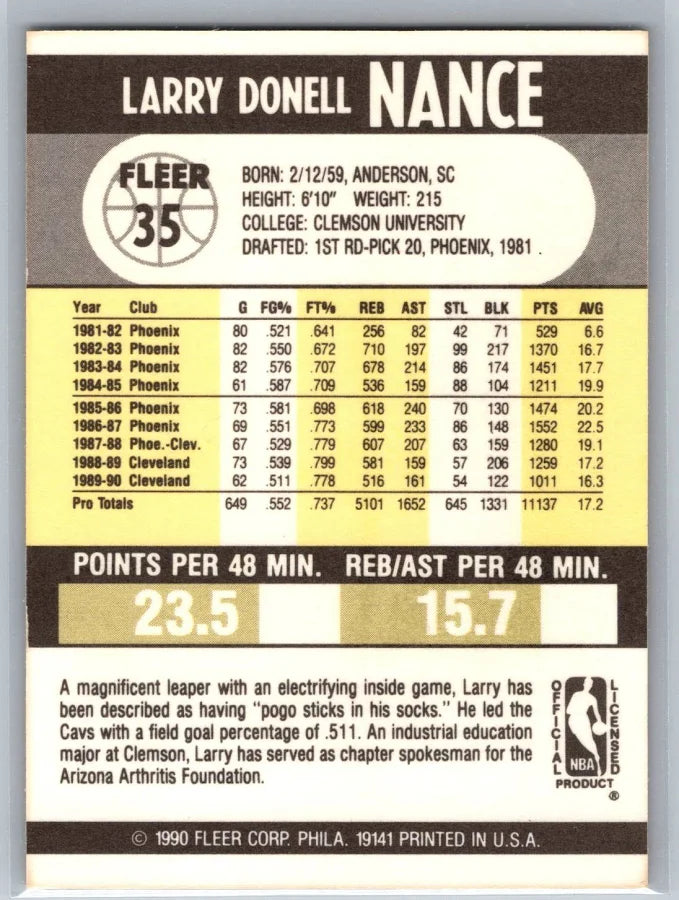 LARRY DONELL NANCE
FLEER
35
BORN: 2/12/59, ANDERSON, SC
HEIGHT: 6'10" WEIGHT: 215
COLLEGE: CLEMSON UNIVERSITY
DRAFTED: 1ST RD-PICK 20, PHOENIX, 1981 .
Year Club G FG% FT% REB AST STL BLK PTS AVG
1981-82 Phoenix 80 .521 .641 256 82 42 71 529 6.6
1982-83 Phoenix 82 .550 .672 710 197 99 217 1370 16.7
1983-84 Phoenix 82 .576 .707 678 214 86 174 1451 17.7
1984-85 Phoenix 61 .587 .709 536 159 88 104 1211 19.9
1985-86 Phoenix 73 .581 .698 618 240 70 130 1474 20.2
1986-87 Phoenix 69 .551 .773 599 233 86 148 1552 22.5
1987-88 Phoe.-Clev. 67 .529 .779 607 207 63 159 1280 19.1
1988-89 Cleveland 73 .539 .799 581 159 57 206 1259 17.2
1989-90 Cleveland 62 .511 .778 516 161 54 122 1011 16.3
Pro Totals 649 .552 .737 5101 1652 645 1331 11137 17.2
POINTS PER 48 MIN. REB/AST PER 48 MIN.
23.5 15.7
A magnificent leaper with an electrifying inside game, Larry has
been described as having "pogo sticks in his socks." He led the
Cavs with a field goal percentage of .511. An industrial education
major at Clemson, Larry has served as chapter spokesman for the
Arizona Arthritis Foundation.
OFFICIAL
NBA
LICENSED
PRODUCT
®
© 1990 FLEER CORP. PHILA. 19141 PRINTED IN U.S.A.